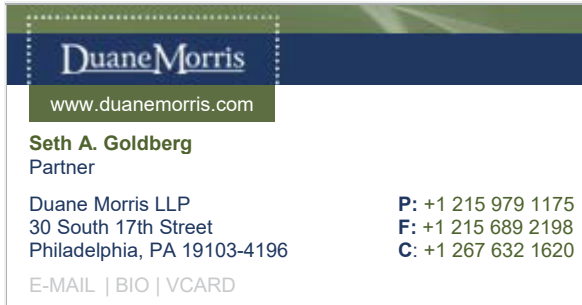 DuaneMorris
www.duanemorris.com
Seth A. Goldberg
Partner
Duane Morris LLP
30 South 17th Street
Philadelphia, PA 19103-4196
P: +1 215 979 1175
F: +1 215 689 2198
C: +1 267 632 1620
E-MAIL | BIO | VCARD